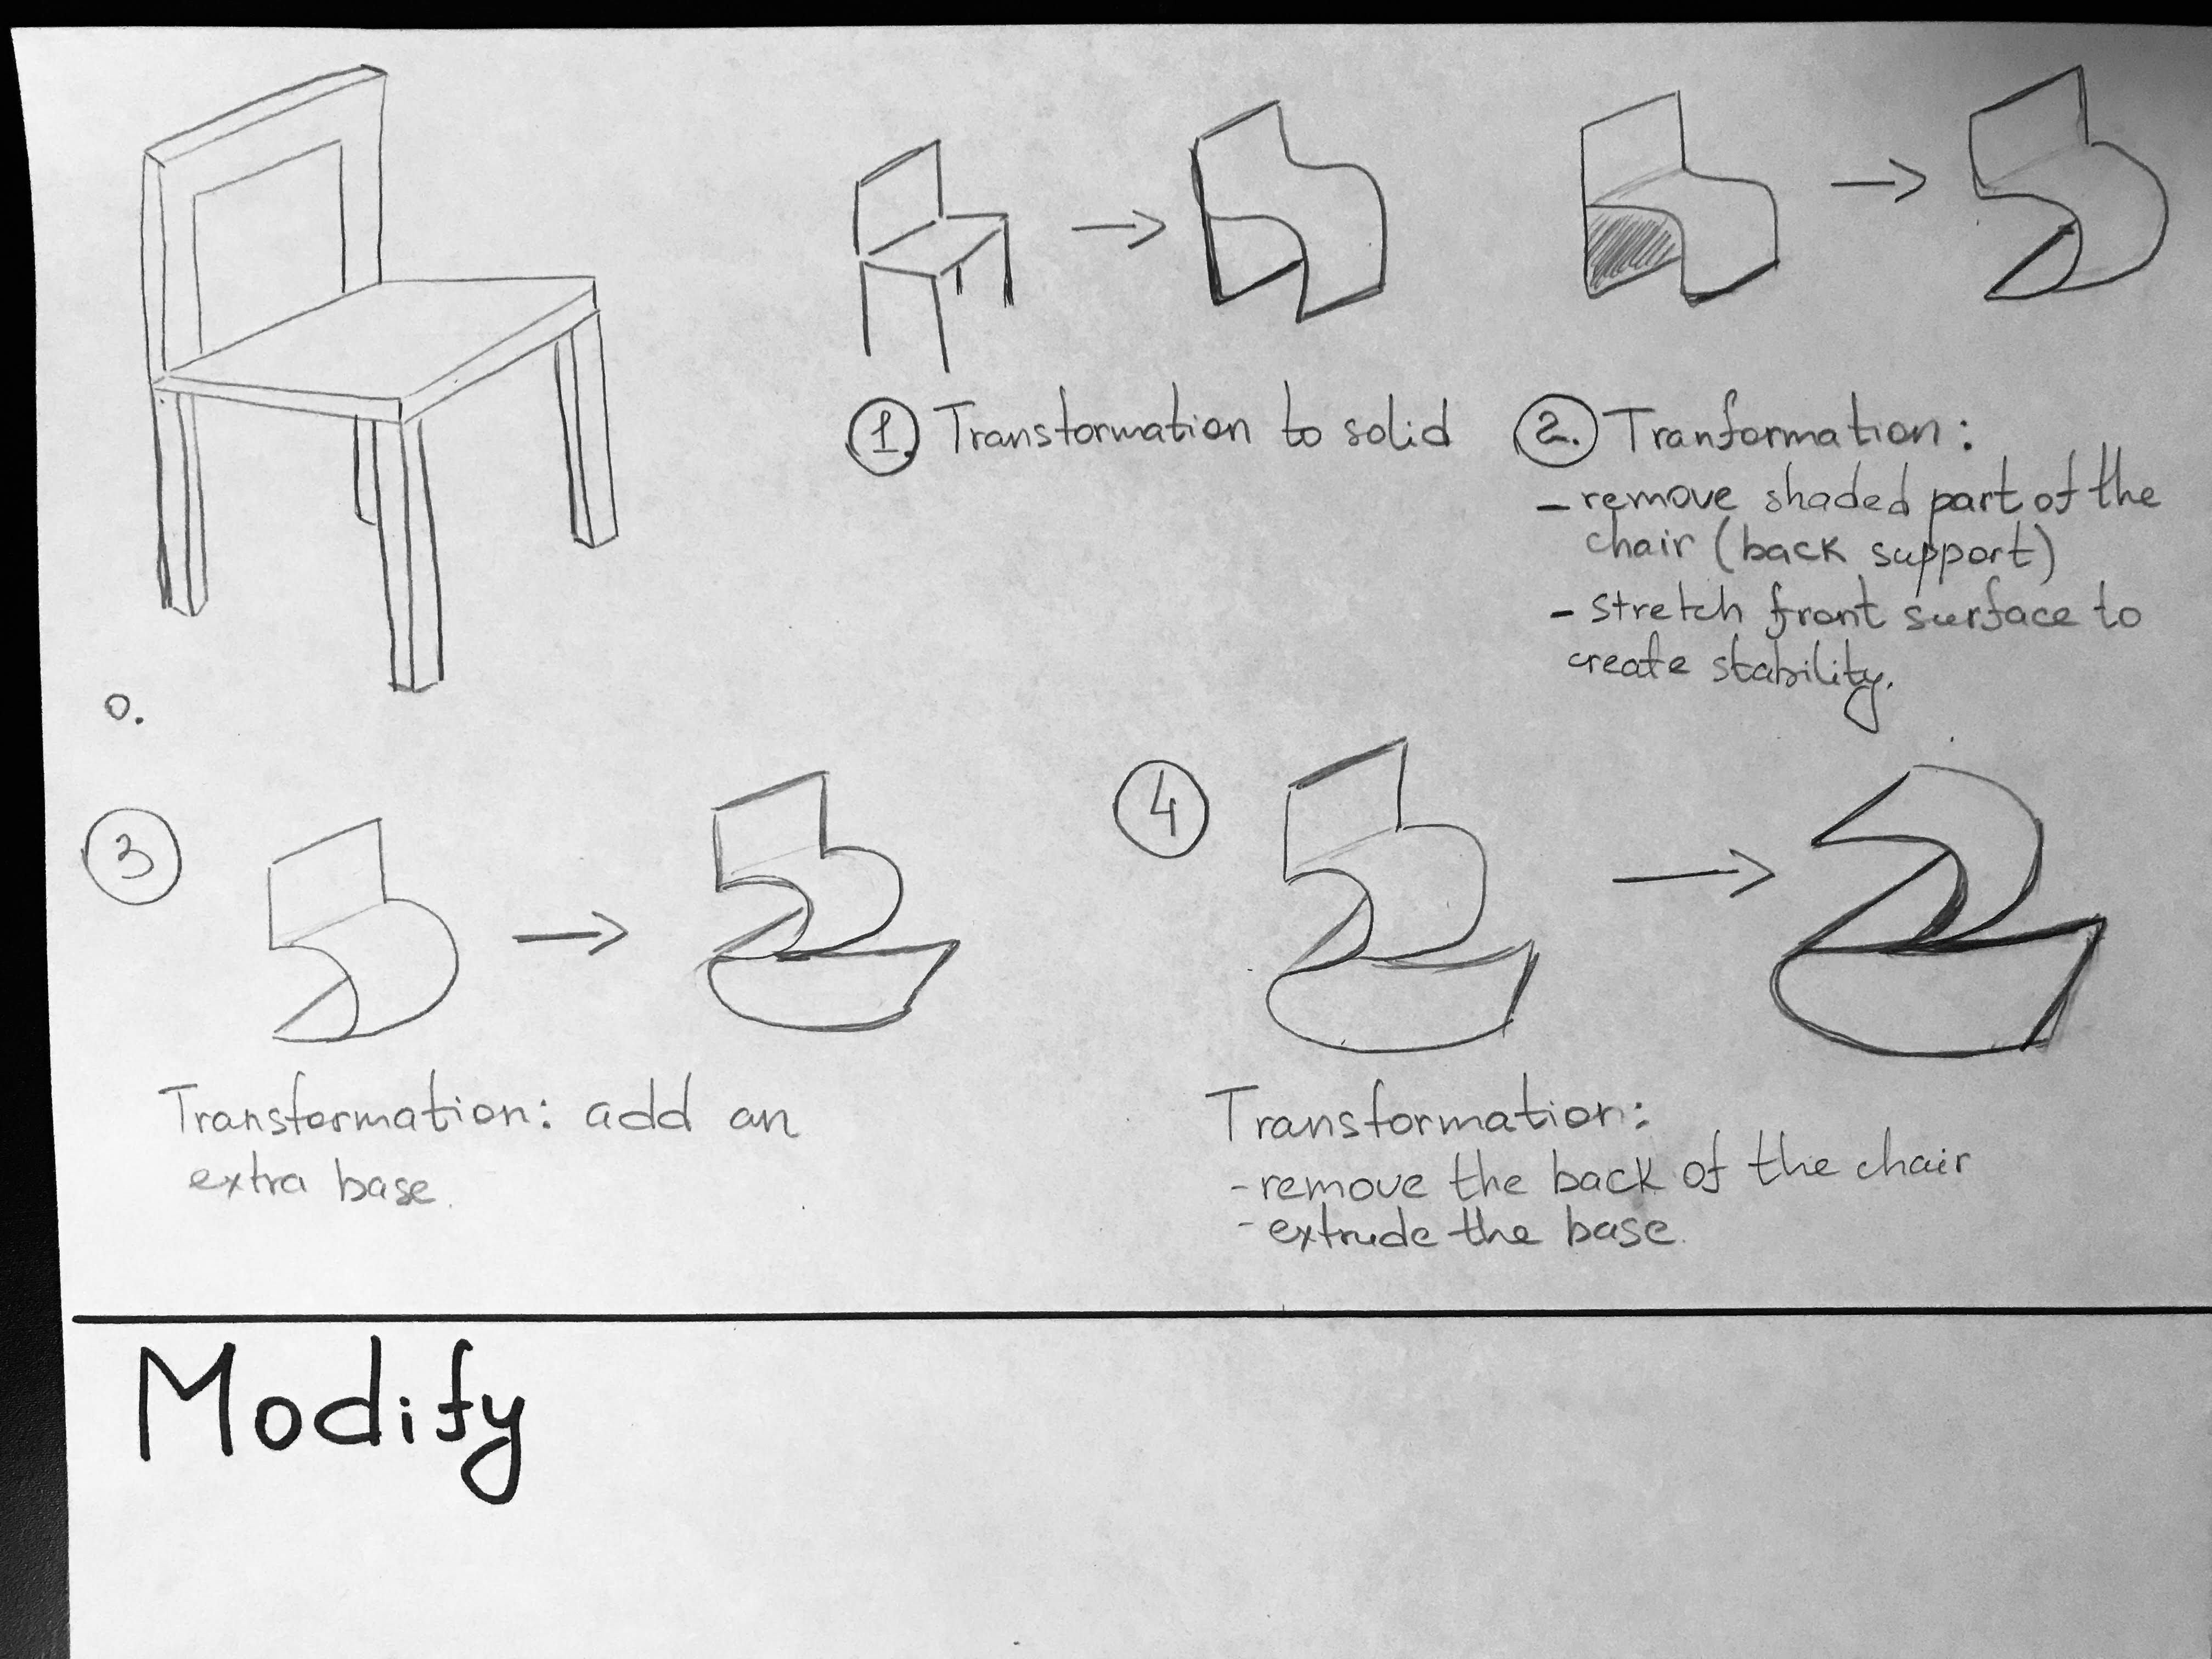 0.
1. Transformation to solid
2. Tranformation:
- remove shaded part of the
chair (back support)
- stretch front surface to
create stability.
3
Transformation: add an
extra base.
4
Transformation:
- remove the back of the chair
- extrude the base.
Modify